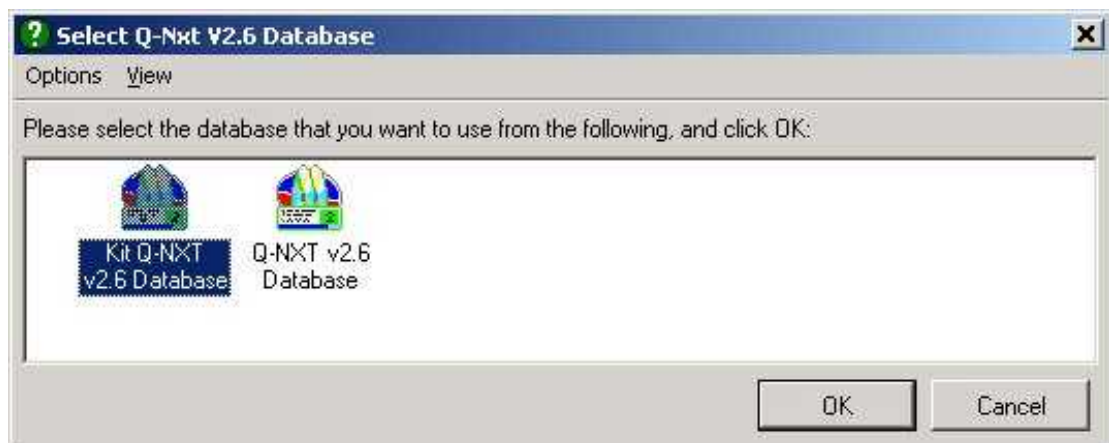 Select Q-Nxt V2.6 Database
Options View
Please select the database that you want to use from the following, and click OK:
Kit Q-NXT
v2.6 Database
Q-NXT v2.6
Database
OK
Cancel